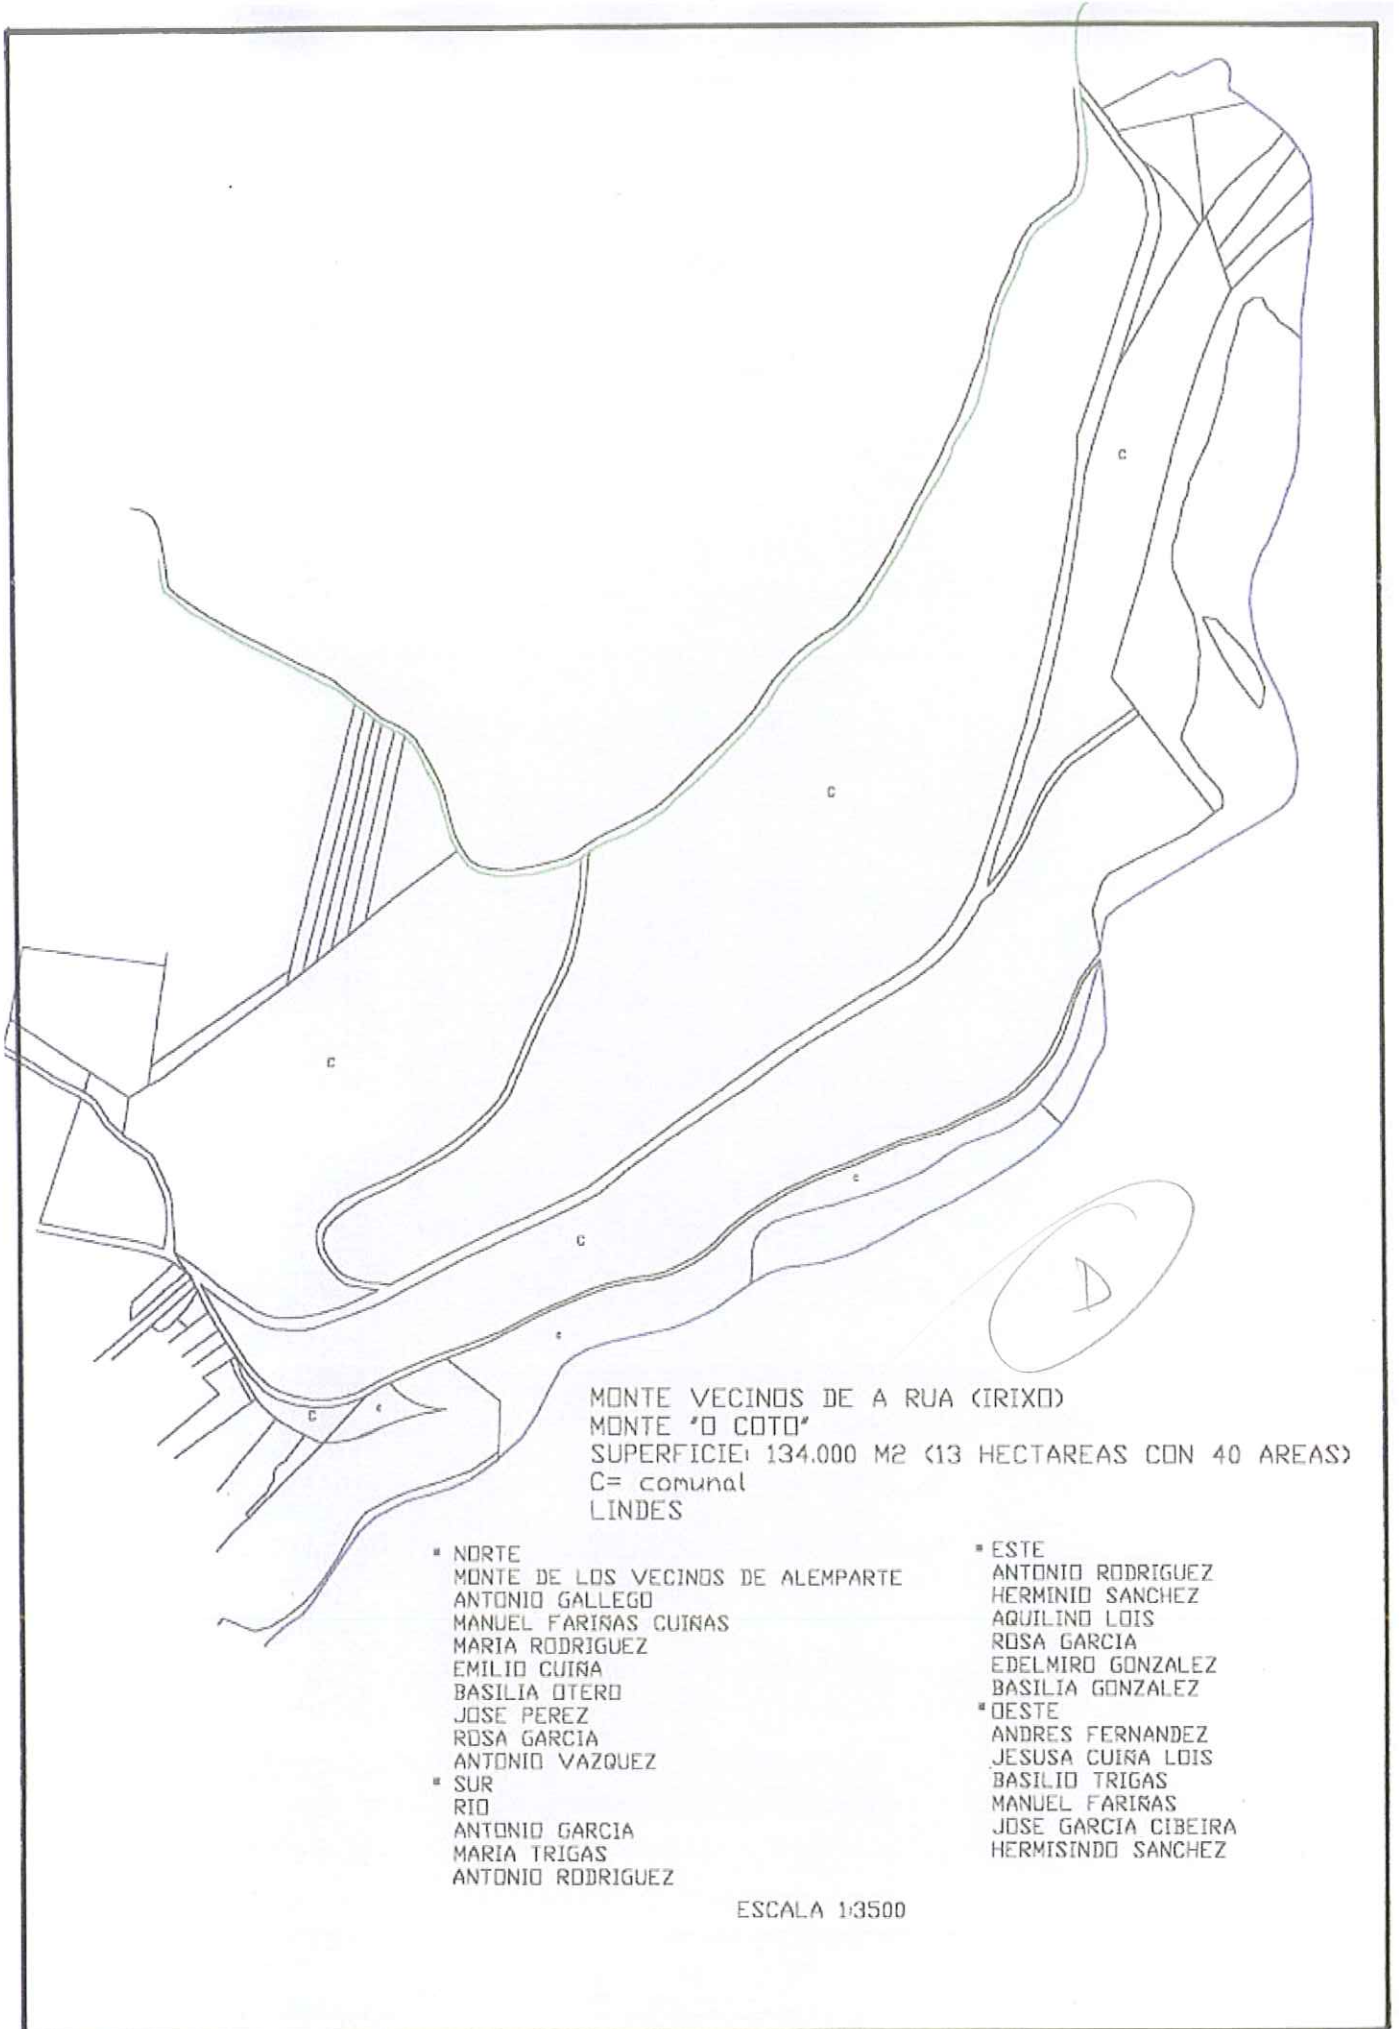 C
C
C
C
C
C
C
C
D
MONTE VECINOS DE A RUA (IRIXO)
MONTE "O COTO"
SUPERFICIE: 134.000 M2 (13 HECTAREAS CON 40 AREAS)
C= comunal
LINDES
* NORTE
MONTE DE LOS VECINOS DE ALEMPARTE
ANTONIO GALLEGO
MANUEL FARIÑAS CUIÑAS
MARIA RODRIGUEZ
EMILIO CUIÑA
BASILIA OTERO
JOSE PEREZ
ROSA GARCIA
ANTONIO VAZQUEZ
* SUR
RIO
ANTONIO GARCIA
MARIA TRIGAS
ANTONIO RODRIGUEZ
* ESTE
ANTONIO RODRIGUEZ
HERMINIO SANCHEZ
AQUILINO LOIS
ROSA GARCIA
EDELMIRO GONZALEZ
BASILIA GONZALEZ
* OESTE
ANDRES FERNANDEZ
JESUSA CUIÑA LOIS
BASILIO TRIGAS
MANUEL FARIÑAS
JOSE GARCIA CIBEIRA
HERMISINDO SANCHEZ
ESCALA 1:3500